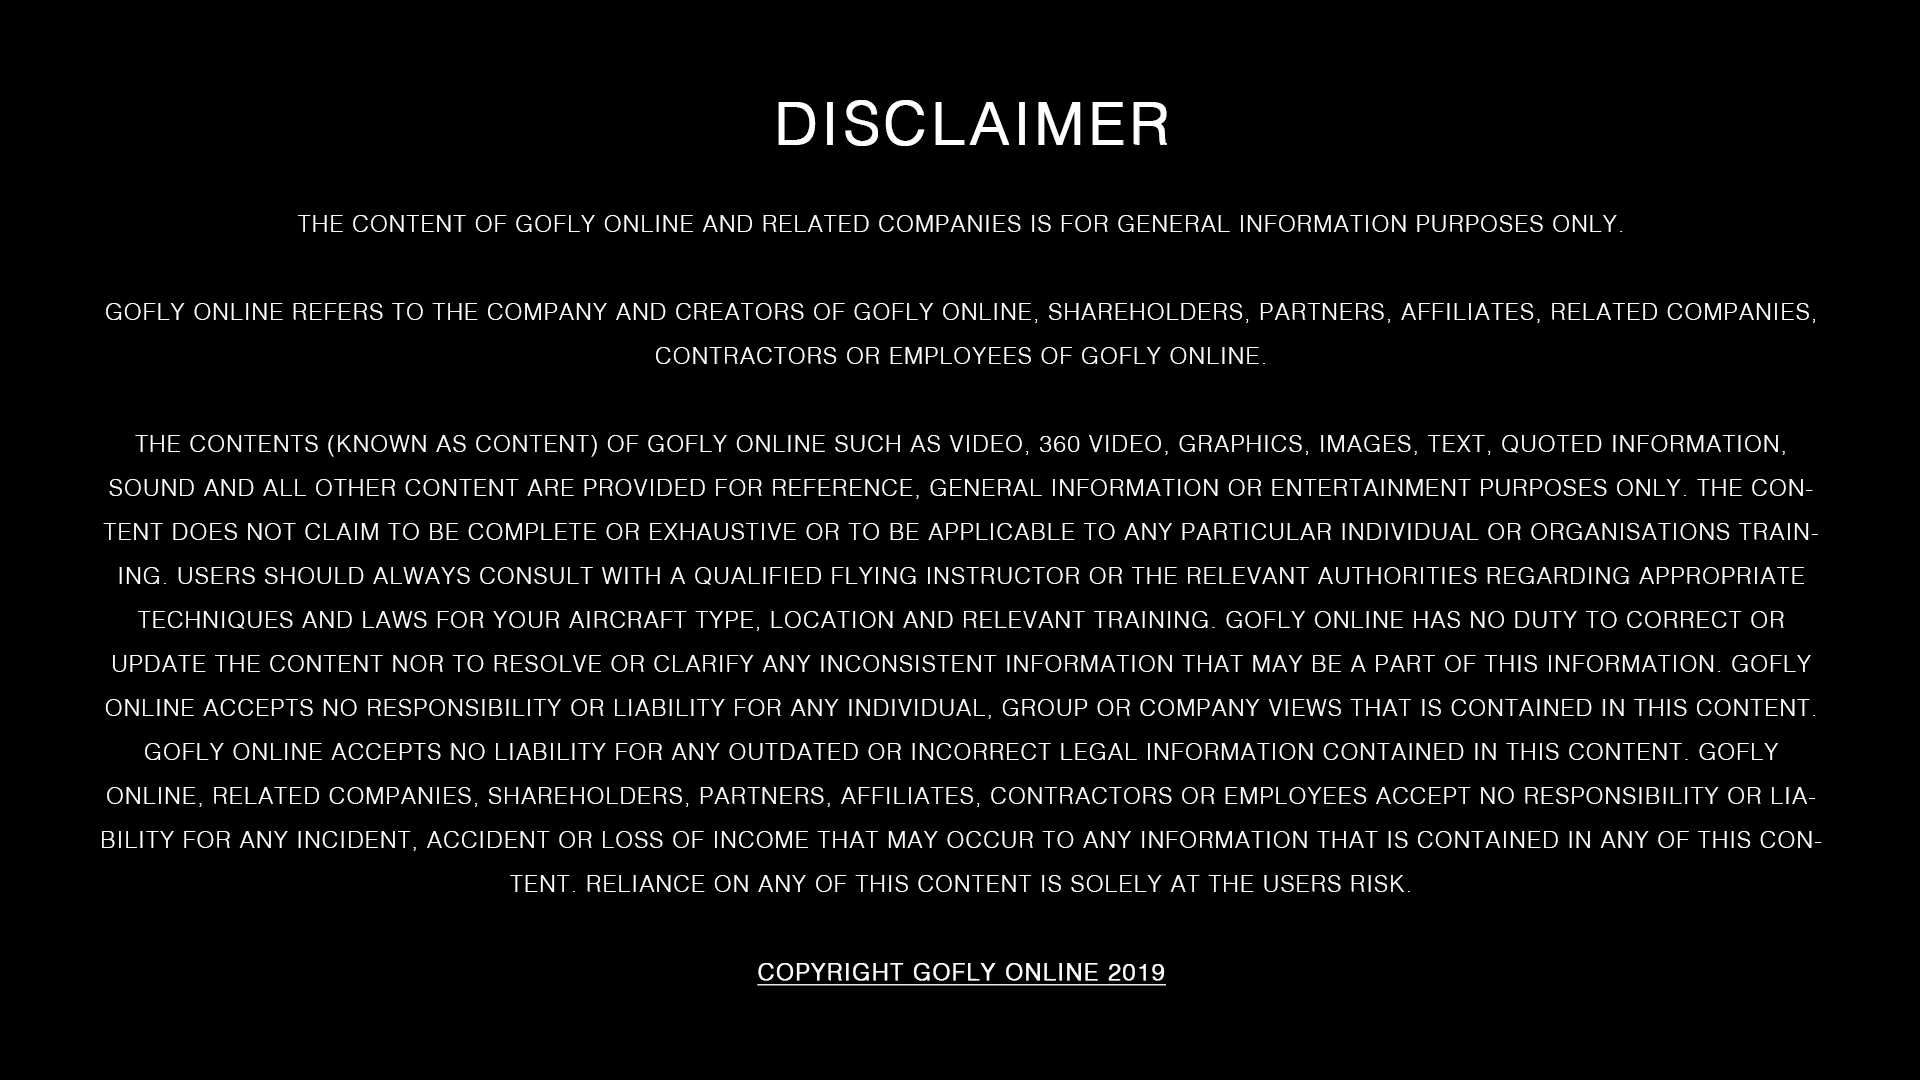 DISCLAIMER
THE CONTENT OF GOFLY ONLINE AND RELATED COMPANIES IS FOR GENERAL INFORMATION PURPOSES ONLY.
GOFLY ONLINE REFERS TO THE COMPANY AND CREATORS OF GOFLY ONLINE, SHAREHOLDERS, PARTNERS, AFFILIATES, RELATED COMPANIES,
CONTRACTORS OR EMPLOYEES OF GOFLY ONLINE.
THE CONTENTS (KNOWN AS CONTENT) OF GOFLY ONLINE SUCH AS VIDEO, 360 VIDEO, GRAPHICS, IMAGES, TEXT, QUOTED INFORMATION,
SOUND AND ALL OTHER CONTENT ARE PROVIDED FOR REFERENCE, GENERAL INFORMATION OR ENTERTAINMENT PURPOSES ONLY. THE CON-
TENT DOES NOT CLAIM TO BE COMPLETE OR EXHAUSTIVE OR TO BE APPLICABLE TO ANY PARTICULAR INDIVIDUAL OR ORGANISATIONS TRAIN-
ING. USERS SHOULD ALWAYS CONSULT WITH A QUALIFIED FLYING INSTRUCTOR OR THE RELEVANT AUTHORITIES REGARDING APPROPRIATE
TECHNIQUES AND LAWS FOR YOUR AIRCRAFT TYPE, LOCATION AND RELEVANT TRAINING. GOFLY ONLINE HAS NO DUTY TO CORRECT OR
UPDATE THE CONTENT NOR TO RESOLVE OR CLARIFY ANY INCONSISTENT INFORMATION THAT MAY BE A PART OF THIS INFORMATION. GOFLY
ONLINE ACCEPTS NO RESPONSIBILITY OR LIABILITY FOR ANY INDIVIDUAL, GROUP OR COMPANY VIEWS THAT IS CONTAINED IN THIS CONTENT.
GOFLY ONLINE ACCEPTS NO LIABILITY FOR ANY OUTDATED OR INCORRECT LEGAL INFORMATION CONTAINED IN THIS CONTENT. GOFLY
ONLINE, RELATED COMPANIES, SHAREHOLDERS, PARTNERS, AFFILIATES, CONTRACTORS OR EMPLOYEES ACCEPT NO RESPONSIBILITY OR LIA-
BILITY FOR ANY INCIDENT, ACCIDENT OR LOSS OF INCOME THAT MAY OCCUR TO ANY INFORMATION THAT IS CONTAINED IN ANY OF THIS CON-
TENT. RELIANCE ON ANY OF THIS CONTENT IS SOLELY AT THE USERS RISK.
COPYRIGHT GOFLY ONLINE 2019